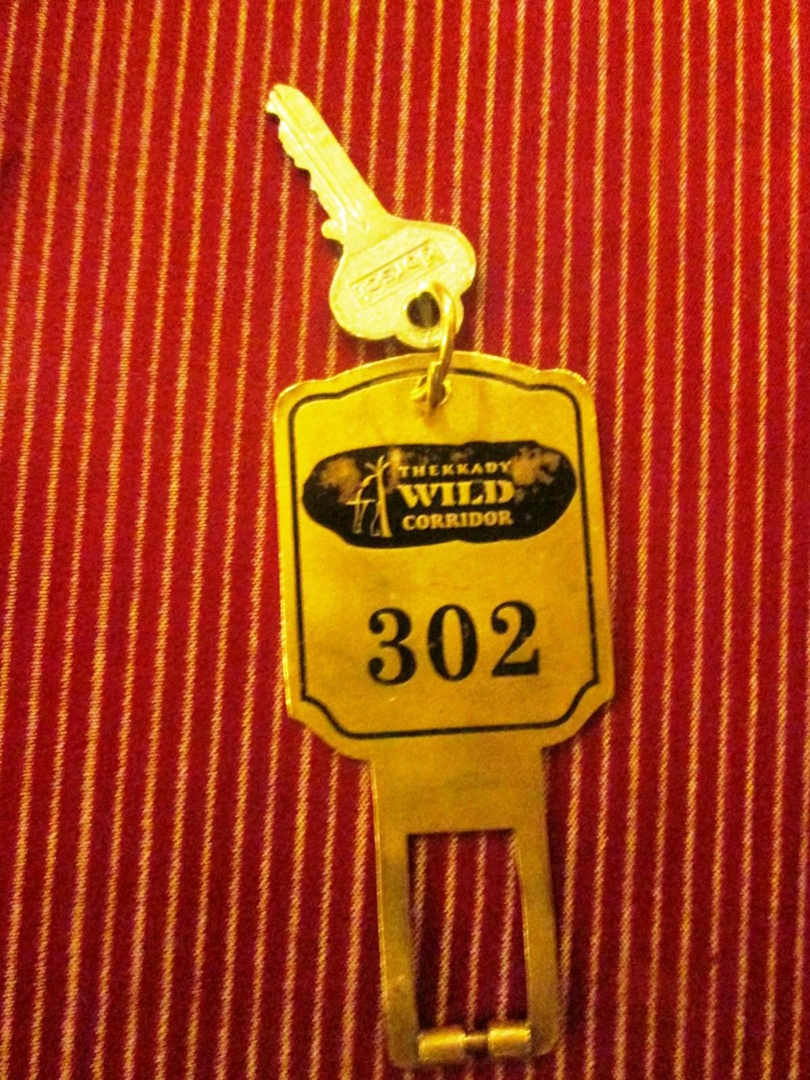 THEKKADY
WILD
CORRIDOR
302